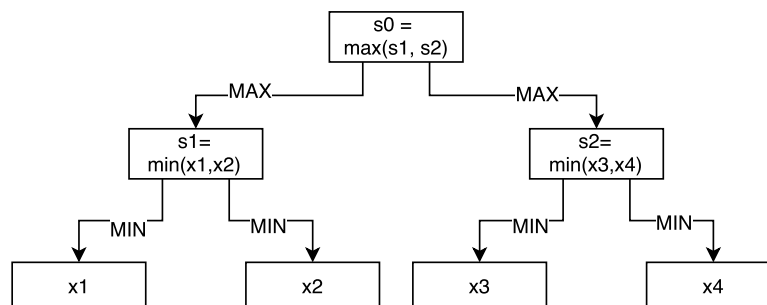 s0 =
max(s1, s2)
MAX
MAX
s1=
min(x1,x2)
s2=
min(x3,x4)
MIN
MIN
MIN
MIN
x1
x2
x3
x4